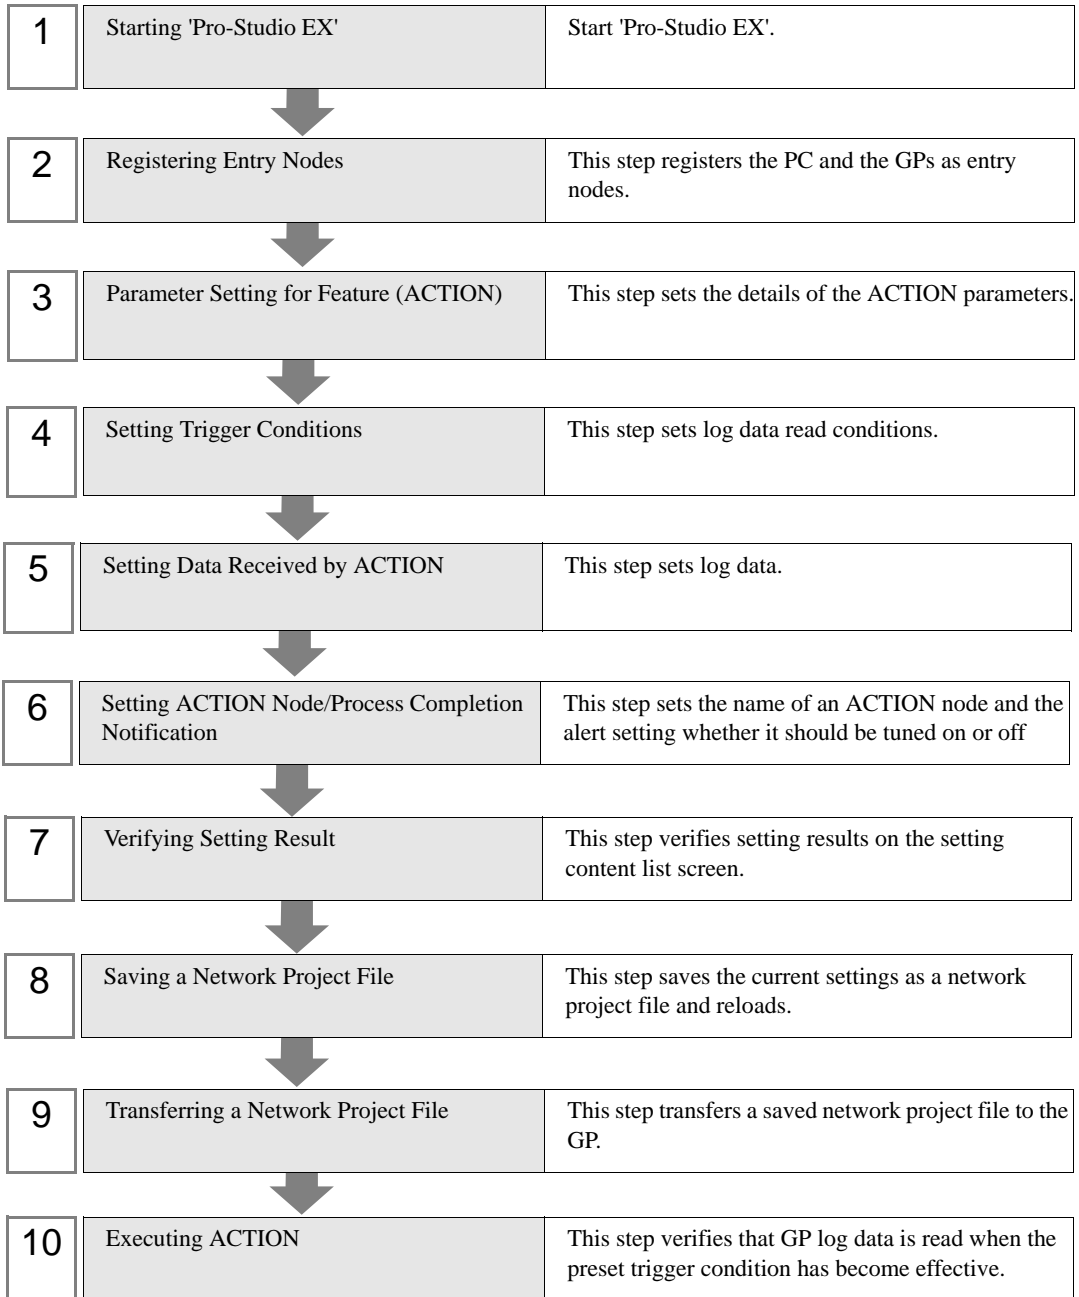 1
Starting 'Pro-Studio EX'
Start 'Pro-Studio EX'.
2
Registering Entry Nodes
This step registers the PC and the GPs as entry
nodes.
3
Parameter Setting for Feature (ACTION)
This step sets the details of the ACTION parameters.
4
Setting Trigger Conditions
This step sets log data read conditions.
5
Setting Data Received by ACTION
This step sets log data.
6
Setting ACTION Node/Process Completion
Notification
This step sets the name of an ACTION node and the
alert setting whether it should be tuned on or off
7
Verifying Setting Result
This step verifies setting results on the setting
content list screen.
8
Saving a Network Project File
This step saves the current settings as a network
project file and reloads.
9
Transferring a Network Project File
This step transfers a saved network project file to the
GP.
10
Executing ACTION
This step verifies that GP log data is read when the
preset trigger condition has become effective.